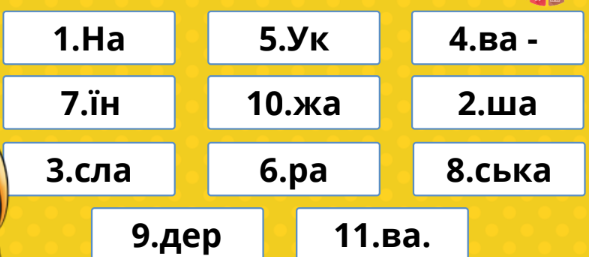 1.На 5.Ук 4.ва -
7.їн 10.жа 2.ша
3.сла 6.ра 8.ська
9.дер 11.ва.